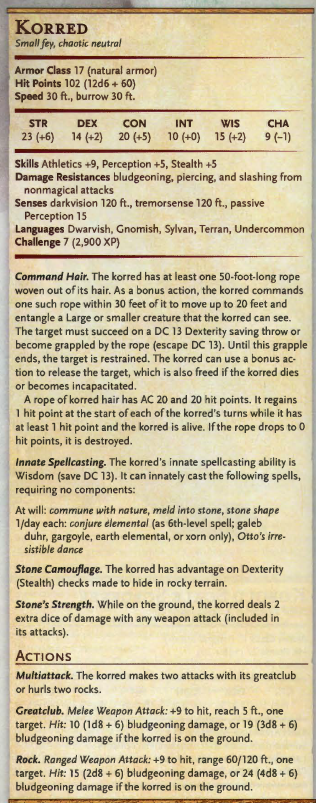 KORRED
Small fey, chaotic neutral
Armor Class 17 (natural armor)
Hit Points 102 (12d6 + 60)
Speed 30 ft., burrow 30 ft.
STR DEX CON INT WIS CHA
23 (+6) 14 (+2) 20 (+5) 10 (+0) 15 (+2) 9 (−1)
Skills Athletics +9, Perception +5, Stealth +5
Damage Resistances bludgeoning, piercing, and slashing from
nonmagical attacks
Senses darkvision 120 ft., tremorsense 120 ft., passive
Perception 15
Languages Dwarvish, Gnomish, Sylvan, Terran, Undercommon
Challenge 7 (2,900 XP)
Command Hair. The korred has at least one 50-foot-long rope
woven out of its hair. As a bonus action, the korred commands
one such rope within 30 feet of it to move up to 20 feet and
entangle a Large or smaller creature that the korred can see.
The target must succeed on a DC 13 Dexterity saving throw or
become grappled by the rope (escape DC 13). Until this grapple
ends, the target is restrained. The korred can use a bonus ac-
tion to release the target, which is also freed if the korred dies
or becomes incapacitated.
A rope of korred hair has AC 20 and 20 hit points. It regains
1 hit point at the start of each of the korred's turns while it has
at least 1 hit point and the korred is alive. If the rope drops to 0
hit points, it is destroyed.
Innate Spellcasting. The korred's innate spellcasting ability is
Wisdom (save DC 13). It can innately cast the following spells,
requiring no components:
At will: commune with nature, meld into stone, stone shape
1/day each: conjure elemental (as 6th-level spell; galeb
duhr, gargoyle, earth elemental, or xorn only), Otto's irre-
sistible dance
Stone Camouflage. The korred has advantage on Dexterity
(Stealth) checks made to hide in rocky terrain.
Stone's Strength. While on the ground, the korred deals 2
extra dice of damage with any weapon attack (included in
its attacks).
ACTIONS
Multiattack. The korred makes two attacks with its greatclub
or hurls two rocks.
Greatclub. Melee Weapon Attack: +9 to hit, reach 5 ft., one
target. Hit: 10 (1d8 + 6) bludgeoning damage, or 19 (3d8 + 6)
bludgeoning damage if the korred is on the ground.
Rock. Ranged Weapon Attack: +9 to hit, range 60/120 ft., one
target. Hit: 15 (2d8 + 6) bludgeoning damage, or 24 (4d8 + 6)
bludgeoning damage if the korred is on the ground.